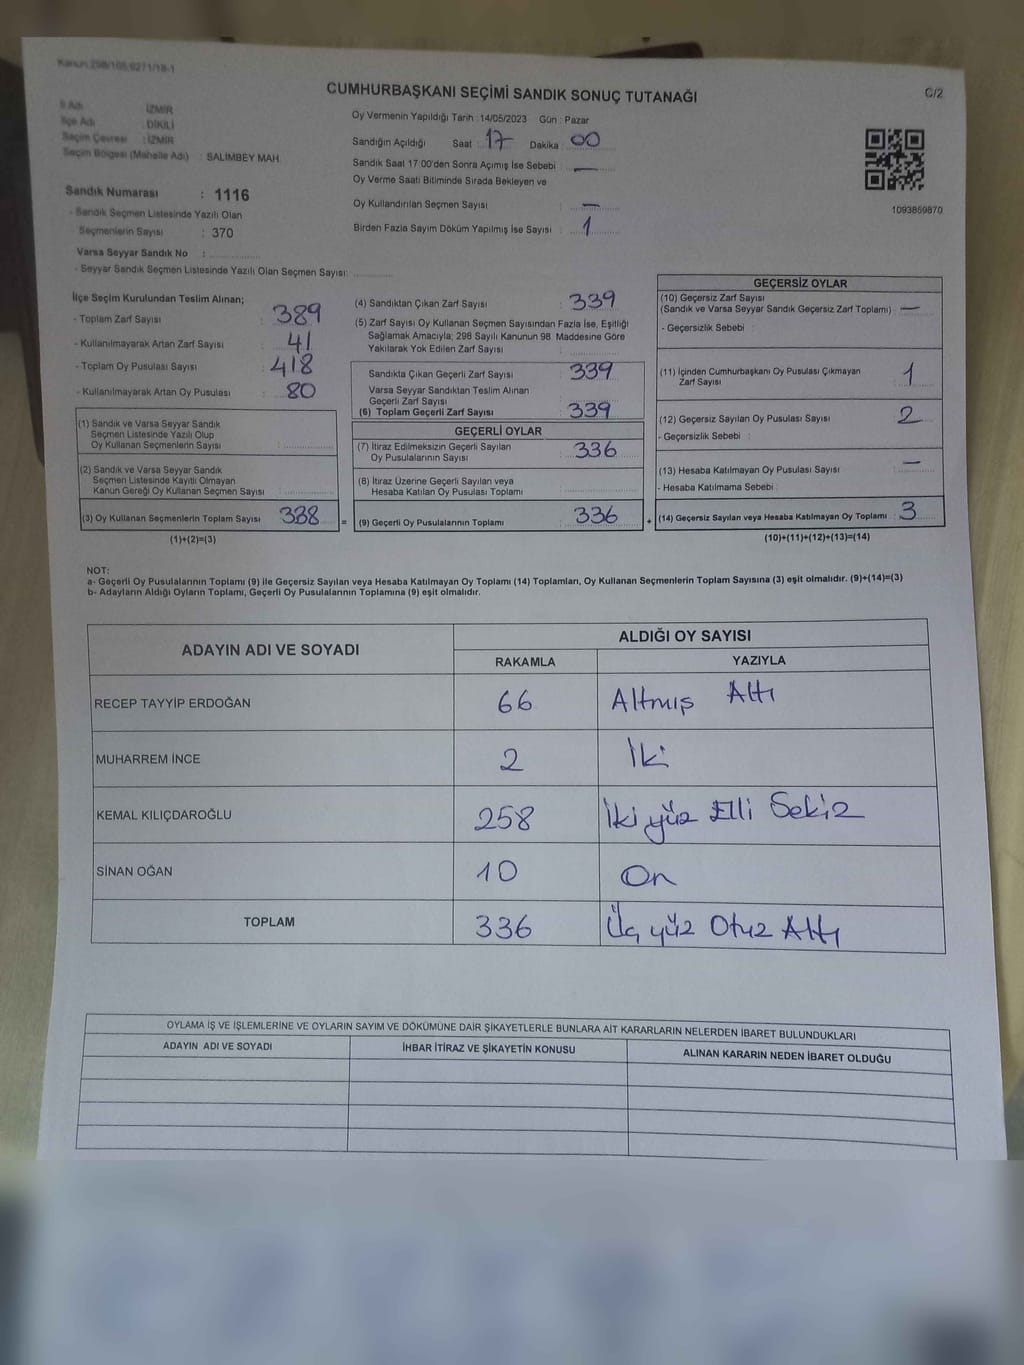 Kanun 298/105,6271/18-1
CUMHURBAŞKANI SEÇİMİ SANDIK SONUÇ TUTANAĞI
C/2
İl Adı : İZMİR
İlçe Adı : DİKİLİ
Seçim Çevresi : İZMİR
Seçim Bölgesi (Mahalle Adı) : SALIMBEY MAH.
Sandık Numarası : 1116
- Sandık Seçmen Listesinde Yazılı Olan
Seçmenlerin Sayısı : 370
Varsa Seyyar Sandık No :
- Seyyar Sandık Seçmen Listesinde Yazılı Olan Seçmen Sayısı:
Oy Vermenin Yapıldığı Tarih : 14/05/2023 Gün : Pazar
Sandığın Açıldığı Saat : 17 Dakika : 00
Sandık Saat 17:00'den Sonra Açımış İse Sebebi : —
Oy Verme Saati Bitiminde Sırada Bekleyen ve
Oy Kullandırılan Seçmen Sayısı : —
Birden Fazla Sayım Döküm Yapılmış İse Sayısı : 1
1093859870
İlçe Seçim Kurulundan Teslim Alınan;
- Toplam Zarf Sayısı : 389
- Kullanılmayarak Artan Zarf Sayısı : 41
- Toplam Oy Pusulası Sayısı : 418
- Kullanılmayarak Artan Oy Pusulası : 80
(1) Sandık ve Varsa Seyyar Sandık
Seçmen Listesinde Yazılı Olup
Oy Kullanan Seçmenlerin Sayısı :
(2) Sandık ve Varsa Seyyar Sandık
Seçmen Listesinde Kayıtlı Olmayan
Kanun Gereği Oy Kullanan Seçmen Sayısı :
(3) Oy Kullanan Seçmenlerin Toplam Sayısı : 338
(1)+(2)=(3)
=
(4) Sandıktan Çıkan Zarf Sayısı : 339
(5) Zarf Sayısı Oy Kullanan Seçmen Sayısından Fazla İse, Eşitliği
Sağlamak Amacıyla; 298 Sayılı Kanunun 98. Maddesine Göre
Yakılarak Yok Edilen Zarf Sayısı :
Sandıkta Çıkan Geçerli Zarf Sayısı : 339
Varsa Seyyar Sandıktan Teslim Alınan
Geçerli Zarf Sayısı :
(6) Toplam Geçerli Zarf Sayısı : 339
GEÇERLİ OYLAR
(7) İtiraz Edilmeksizin Geçerli Sayılan
Oy Pusulalarının Sayısı : 336
(8) İtiraz Üzerine Geçerli Sayılan veya
Hesaba Katılan Oy Pusulası Toplamı :
(9) Geçerli Oy Pusulalarının Toplamı : 336
+
GEÇERSİZ OYLAR
(10) Geçersiz Zarf Sayısı
(Sandık ve Varsa Seyyar Sandık Geçersiz Zarf Toplamı) : —
- Geçersizlik Sebebi :
(11) İçinden Cumhurbaşkanı Oy Pusulası Çıkmayan
Zarf Sayısı : 1
(12) Geçersiz Sayılan Oy Pusulası Sayısı : 2
- Geçersizlik Sebebi :
(13) Hesaba Katılmayan Oy Pusulası Sayısı : —
- Hesaba Katılmama Sebebi :
(14) Geçersiz Sayılan veya Hesaba Katılmayan Oy Toplamı : 3
(10)+(11)+(12)+(13)=(14)
NOT:
a- Geçerli Oy Pusulalarının Toplamı (9) ile Geçersiz Sayılan veya Hesaba Katılmayan Oy Toplamı (14) Toplamları, Oy Kullanan Seçmenlerin Toplam Sayısına (3) eşit olmalıdır. (9)+(14)=(3)
b- Adayların Aldığı Oyların Toplamı, Geçerli Oy Pusulalarının Toplamına (9) eşit olmalıdır.
ADAYIN ADI VE SOYADI ALDIĞI OY SAYISI
RAKAMLA YAZIYLA
RECEP TAYYİP ERDOĞAN 66 Altmış Altı
MUHARREM İNCE 2 İki
KEMAL KILIÇDAROĞLU 258 İki yüz Elli Sekiz
SİNAN OĞAN 10 On
TOPLAM 336 Üç yüz Otuz Altı
OYLAMA İŞ VE İŞLEMLERİNE VE OYLARIN SAYIM VE DÖKÜMÜNE DAİR ŞİKAYETLERLE BUNLARA AİT KARARLARIN NELERDEN İBARET BULUNDUKLARI
ADAYIN ADI VE SOYADI İHBAR İTİRAZ VE ŞİKAYETİN KONUSU ALINAN KARARIN NEDEN İBARET OLDUĞU